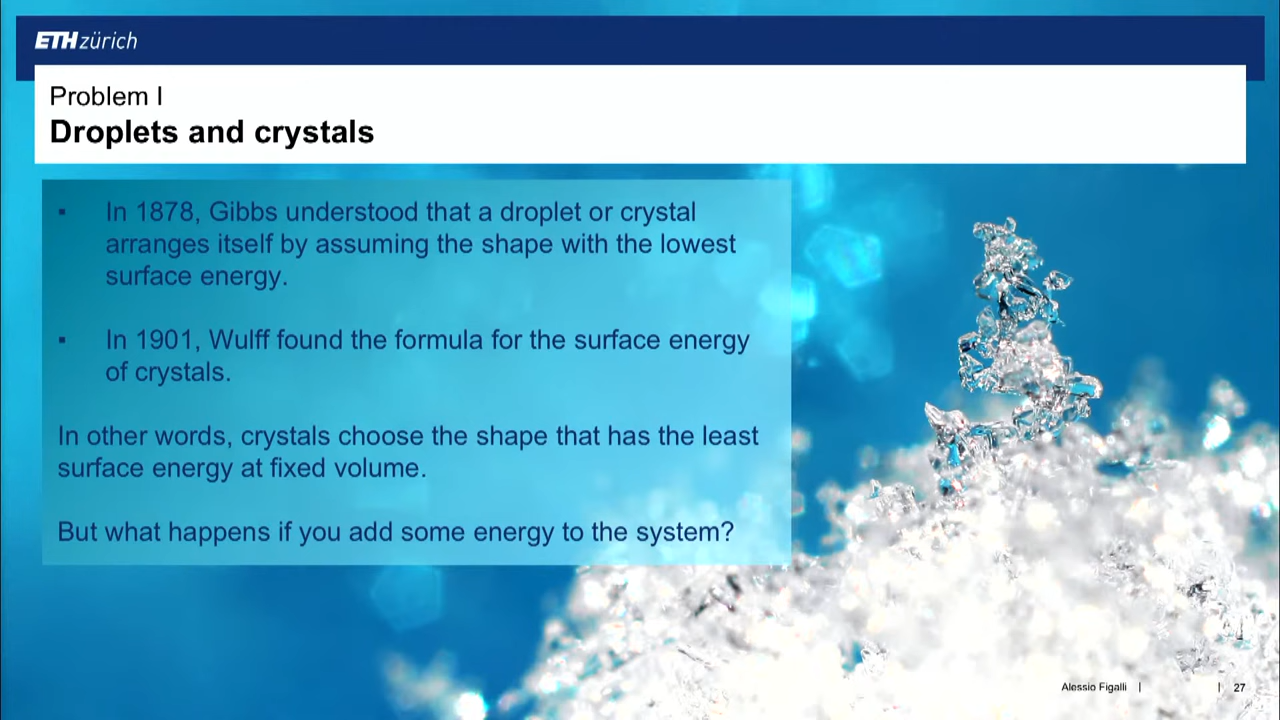 ETH zürich
Problem I
Droplets and crystals
▪ In 1878, Gibbs understood that a droplet or crystal
arranges itself by assuming the shape with the lowest
surface energy.
▪ In 1901, Wulff found the formula for the surface energy
of crystals.
In other words, crystals choose the shape that has the least
surface energy at fixed volume.
But what happens if you add some energy to the system?
Alessio Figalli | | 27